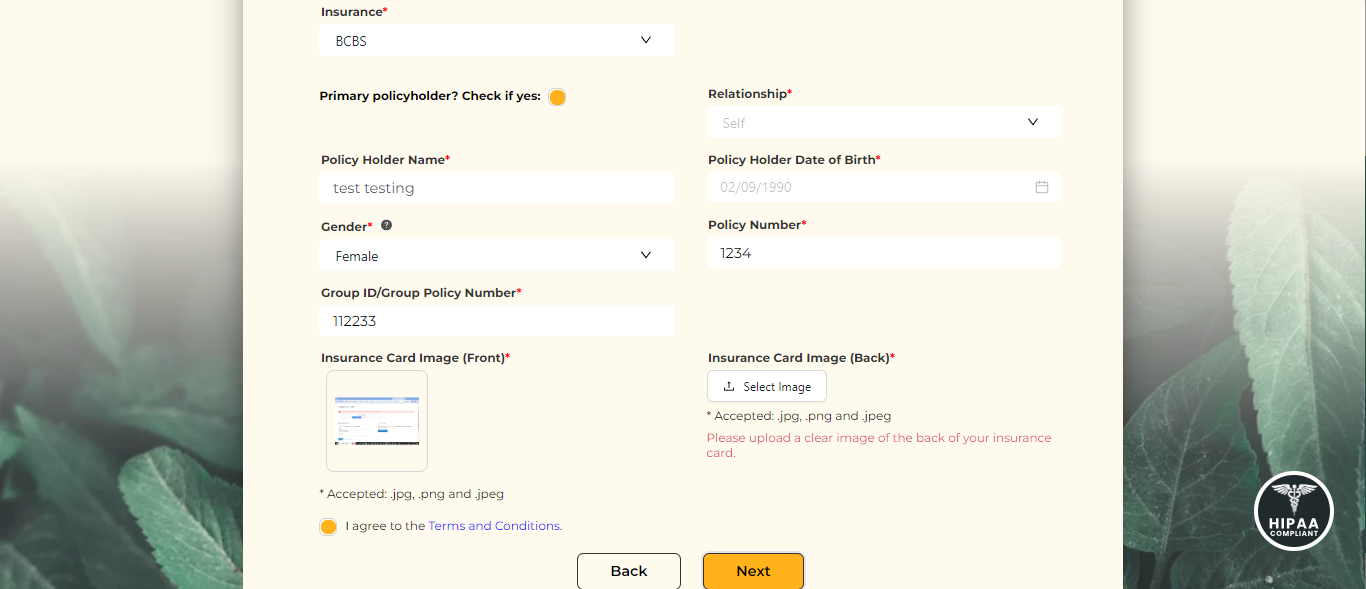 Insurance*
BCBS
Primary policyholder? Check if yes:
Relationship*
Self
Policy Holder Name*
test testing
Policy Holder Date of Birth*
02/09/1990
Gender* ?
Female
Policy Number*
1234
Group ID/Group Policy Number*
112233
Insurance Card Image (Front)*
* Accepted: .jpg, .png and .jpeg
Insurance Card Image (Back)*
Select Image
* Accepted: .jpg, .png and .jpeg
Please upload a clear image of the back of your insurance
card.
I agree to the Terms and Conditions.
Back
Next
HIPAA
COMPLIANT